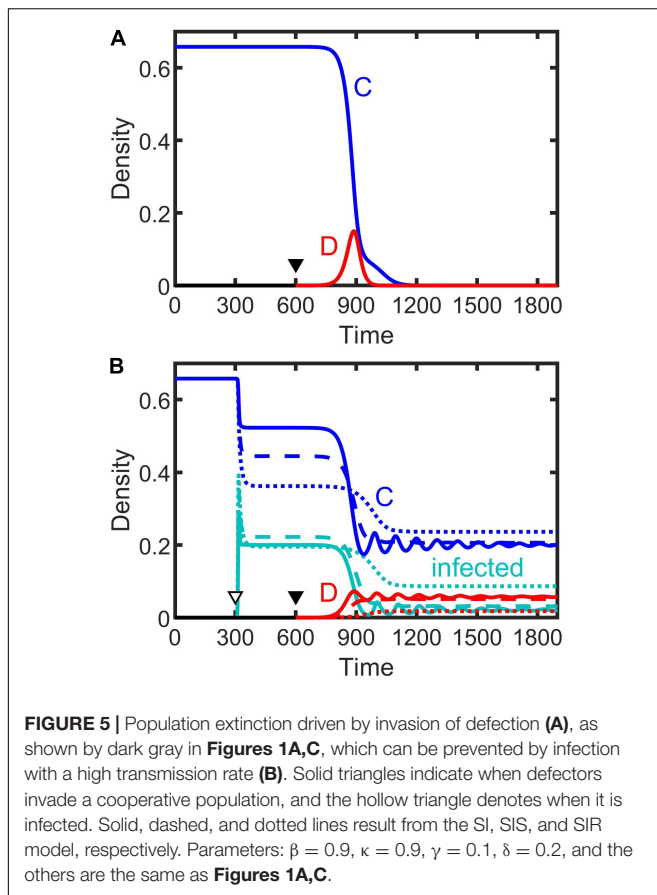 A
0.6
0.4
0.2
0
Density
C
D
0 300 600 900 1200 1500 1800
Time
B
0.6
0.4
0.2
0
Density
C
infected
D
0 300 600 900 1200 1500 1800
Time
FIGURE 5 | Population extinction driven by invasion of defection (A), as
shown by dark gray in Figures 1A,C, which can be prevented by infection
with a high transmission rate (B). Solid triangles indicate when defectors
invade a cooperative population, and the hollow triangle denotes when it is
infected. Solid, dashed, and dotted lines result from the SI, SIS, and SIR
model, respectively. Parameters: β = 0.9, κ = 0.9, γ = 0.1, δ = 0.2, and the
others are the same as Figures 1A,C.